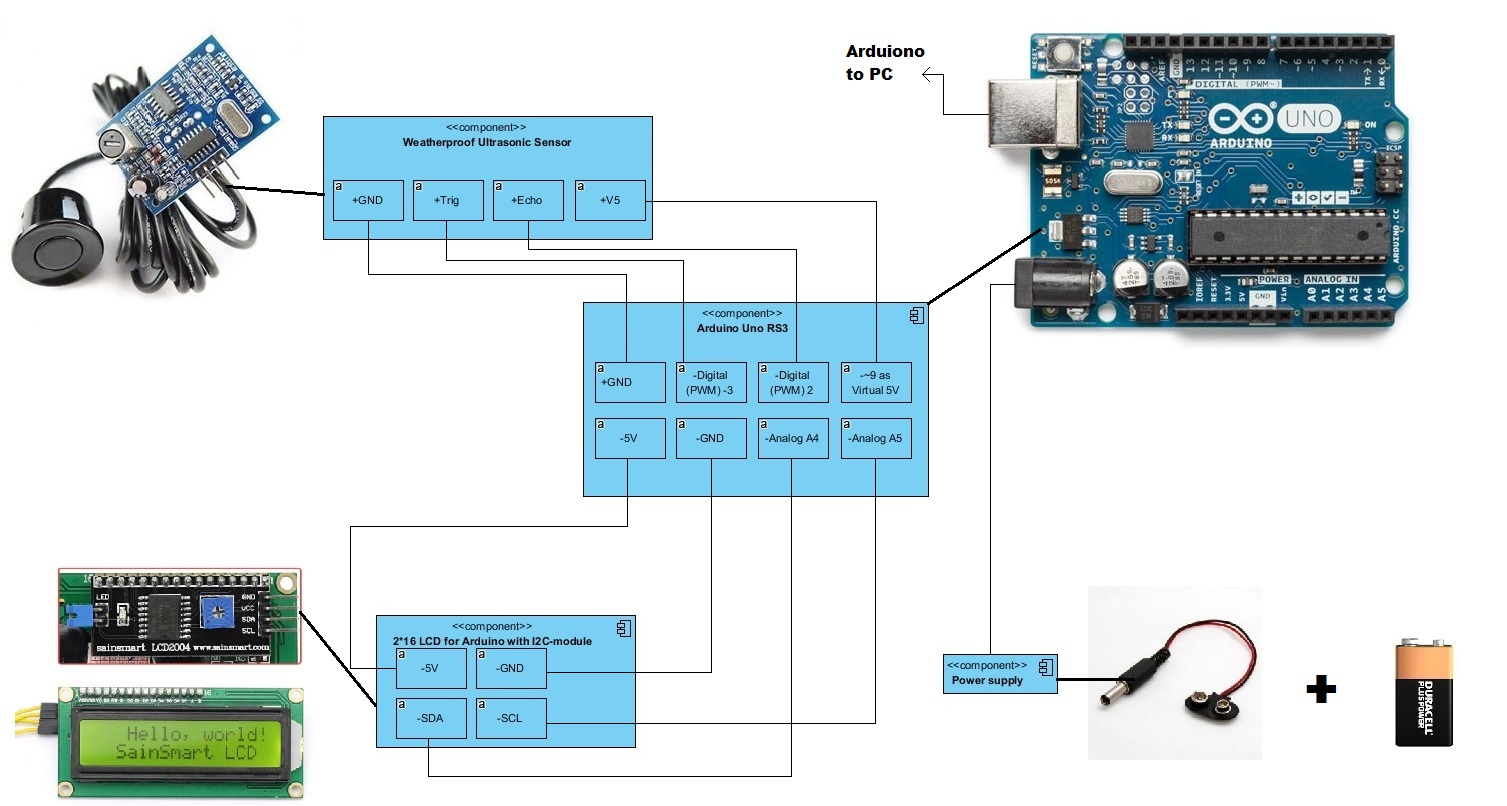 <<component>>
Weatherproof Ultrasonic Sensor
a
+GND
a
+Trig
a
+Echo
a
+V5
Arduiono
to PC
RESET
AREF
GND
13
12
~11
~10
~9
8
7
~6
~5
4
~3
2
TX→1
RX←0
DIGITAL (PWM~)
TX
RX
UNO
ARDUINO
ON
ICSP
ARDUINO.CC
IOREF
RESET
3.3V
5V
GND
Vin
POWER
ANALOG IN
A0
A1
A2
A3
A4
A5
<<component>>
Arduino Uno RS3
a
+GND
a
-Digital
(PWM) -3
a
-Digital
(PWM) 2
a
-~9 as
Virtual 5V
a
-5V
a
-GND
a
-Analog A4
a
-Analog A5
LED
GND
VCC
SDA
SCL
sainsmart LCD2004 www.sainsmart.com
Hello, world!
SainSmart LCD
<<component>>
2*16 LCD for Arduino with I2C-module
a
-5V
a
-GND
a
-SDA
a
-SCL
<<component>>
Power supply
+
DURACELL
PLUS POWER